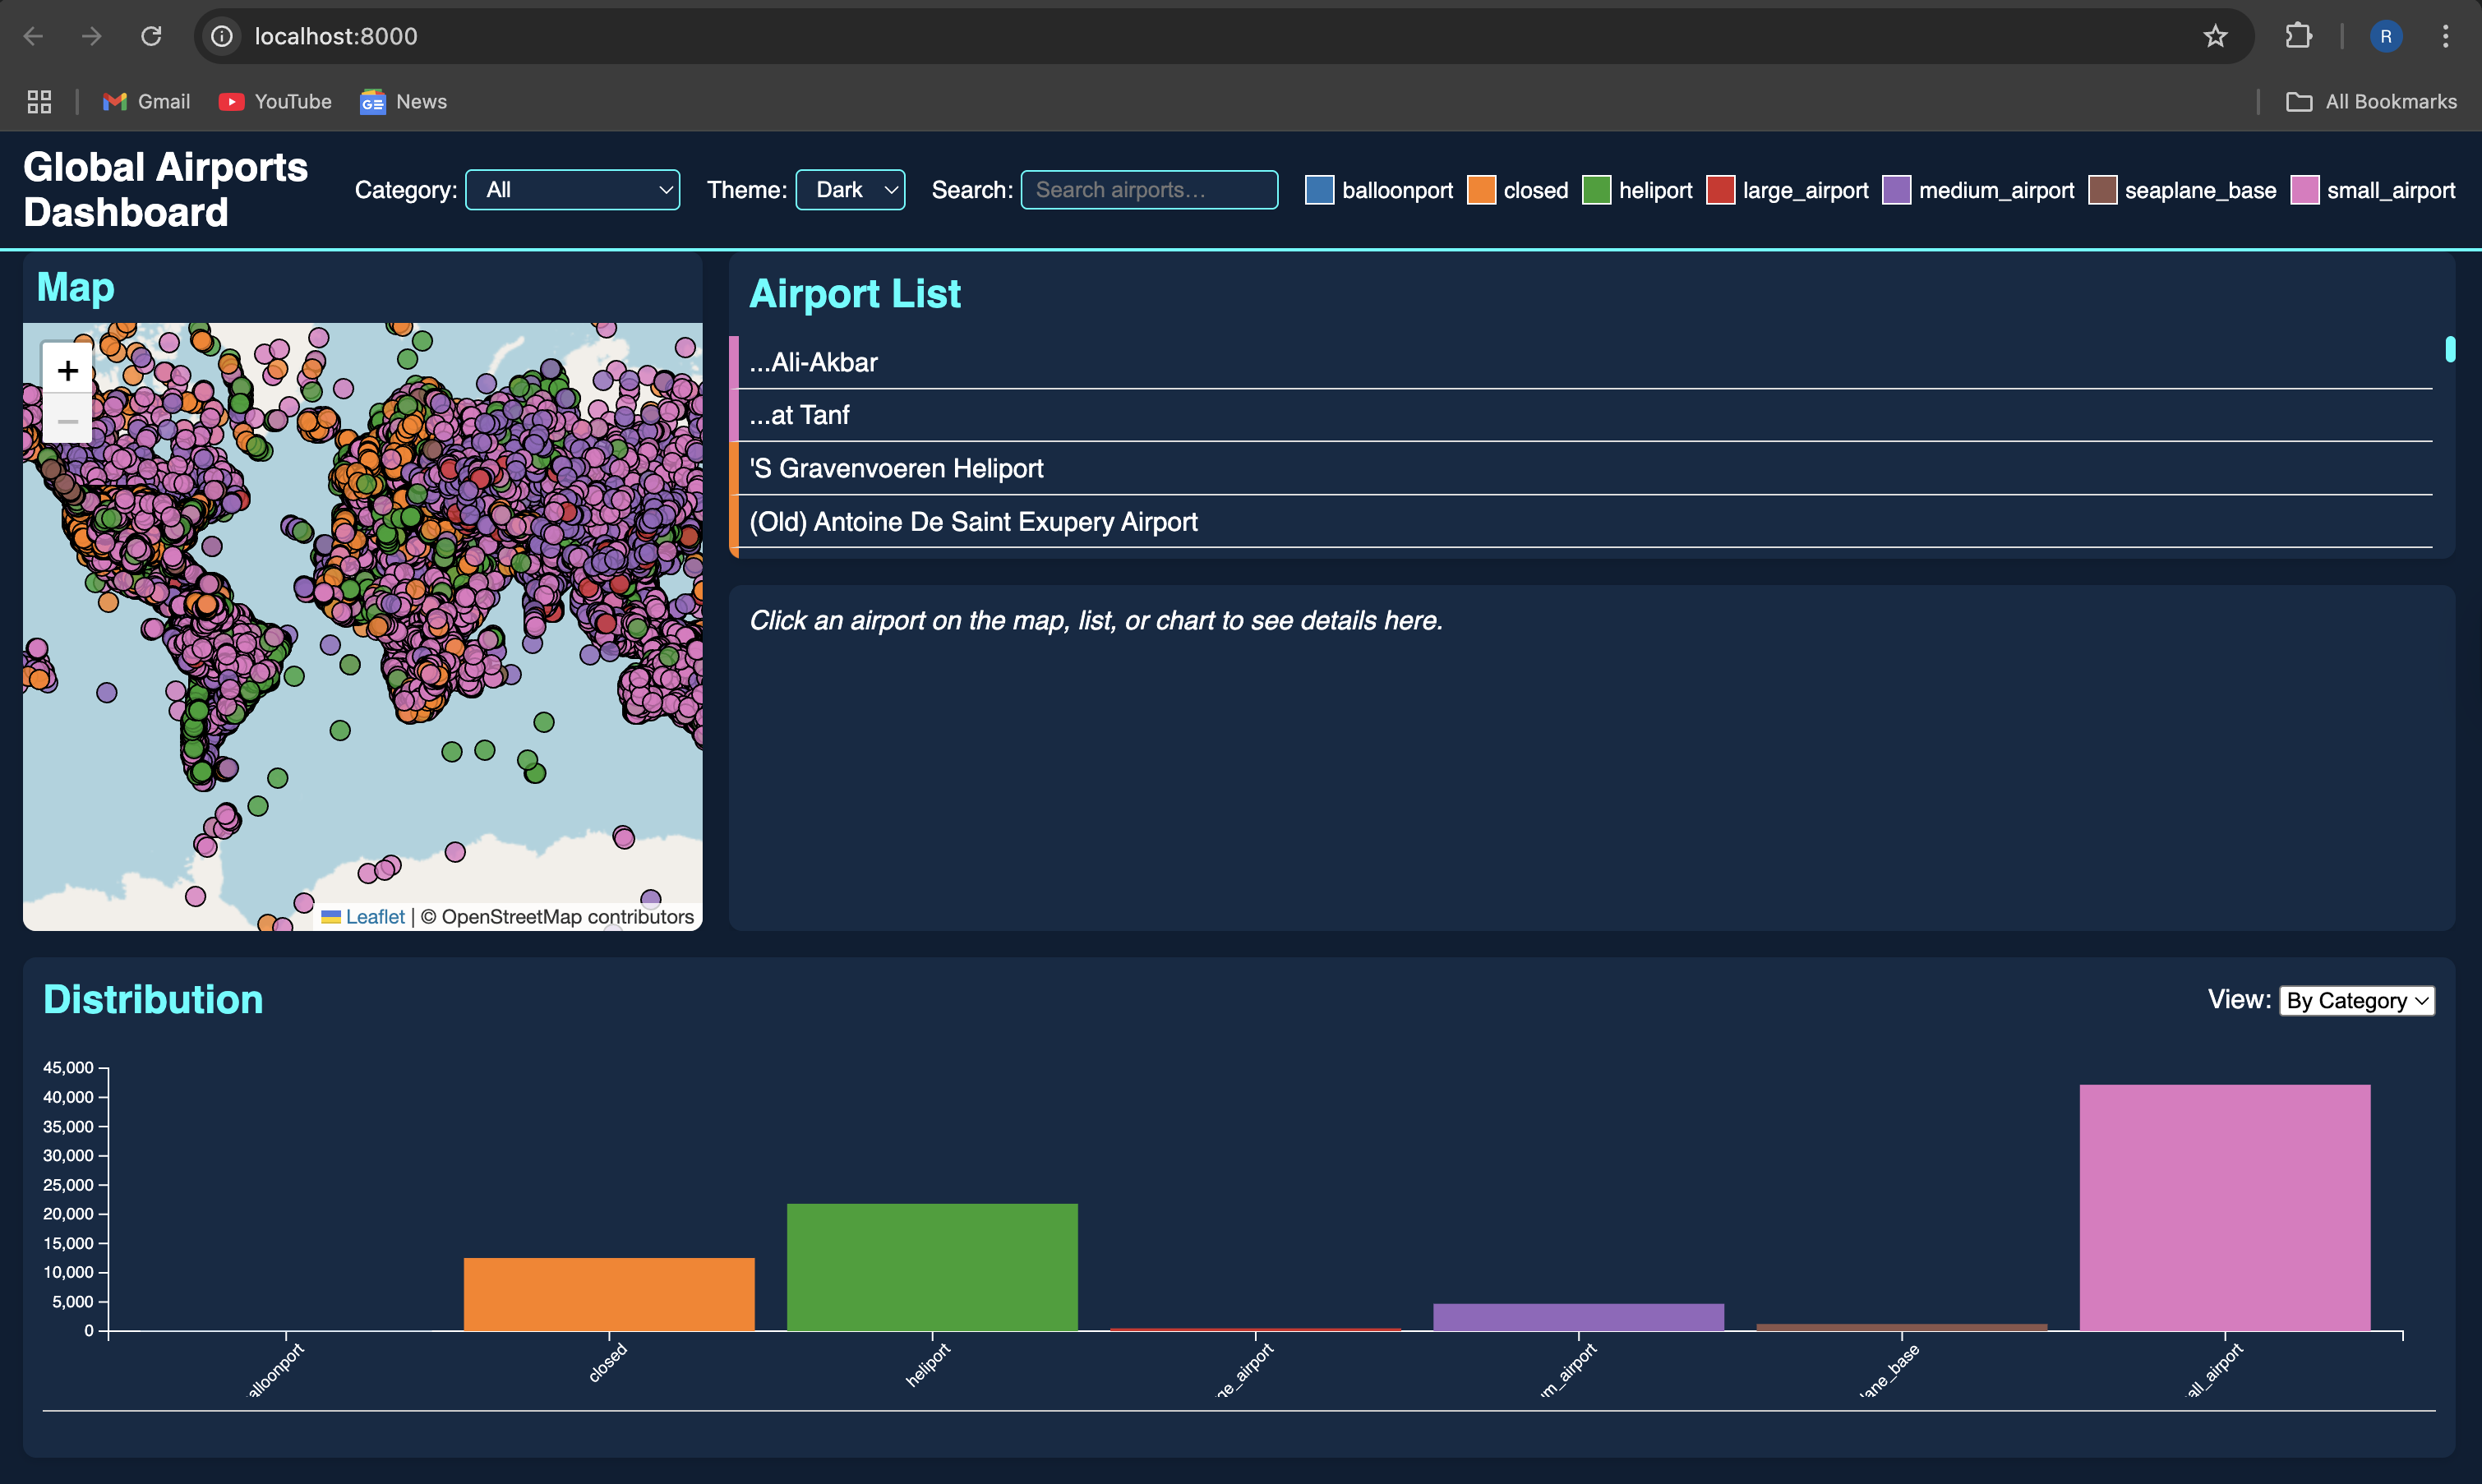 localhost:8000
R
Gmail YouTube GE News
All Bookmarks
Global Airports
Dashboard
Category: All Theme: Dark Search: Search airports... balloonport closed heliport large_airport medium_airport seaplane_base small_airport
Map
+
−
Leaflet | © OpenStreetMap contributors
Airport List
...Ali-Akbar
...at Tanf
'S Gravenvoeren Heliport
(Old) Antoine De Saint Exupery Airport
Click an airport on the map, list, or chart to see details here.
Distribution
View: By Category
45,000
40,000
35,000
30,000
25,000
20,000
15,000
10,000
5,000
0
alloonport
closed
heliport
ge_airport
m_airport
lane_base
all_airport